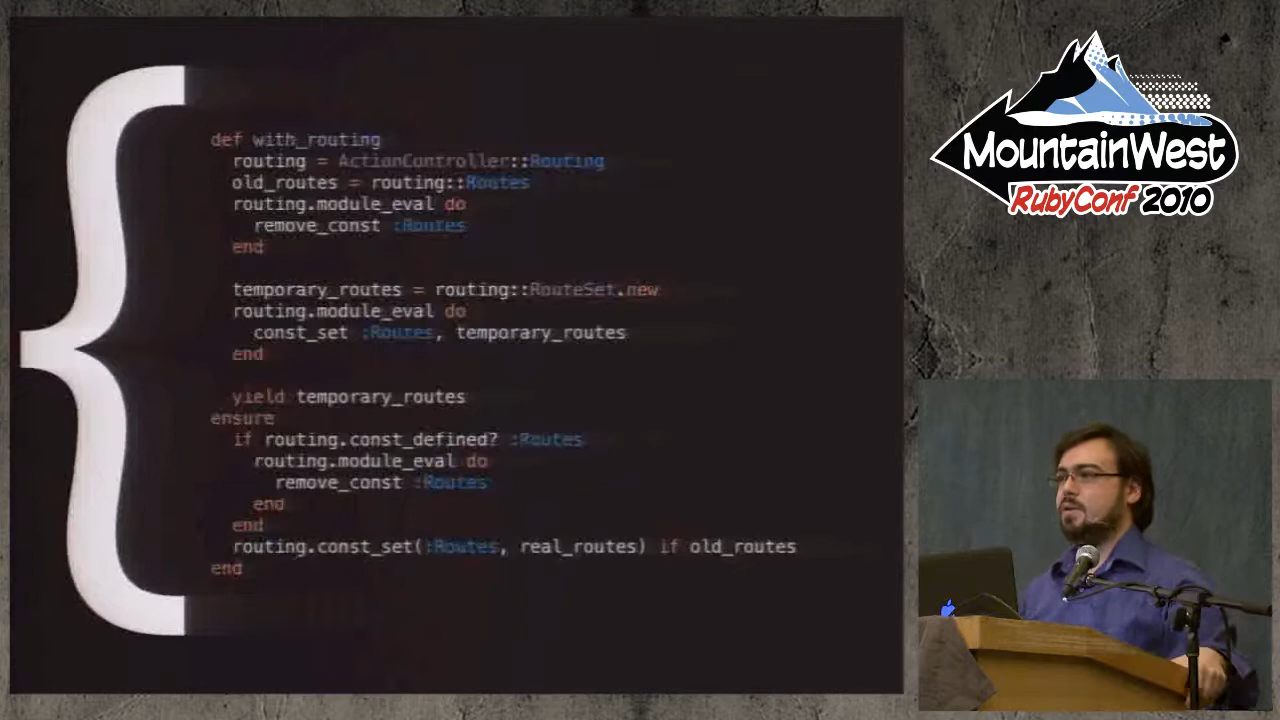 def with_routing
routing = ActionController::Routing
old_routes = routing::Routes
routing.module_eval do
remove_const :Routes
end
temporary_routes = routing::RouteSet.new
routing.module_eval do
const_set :Routes, temporary_routes
end
yield temporary_routes
ensure
if routing.const_defined? :Routes
routing.module_eval do
remove_const :Routes
end
end
routing.const_set(:Routes, real_routes) if old_routes
end
MountainWest
RubyConf 2010